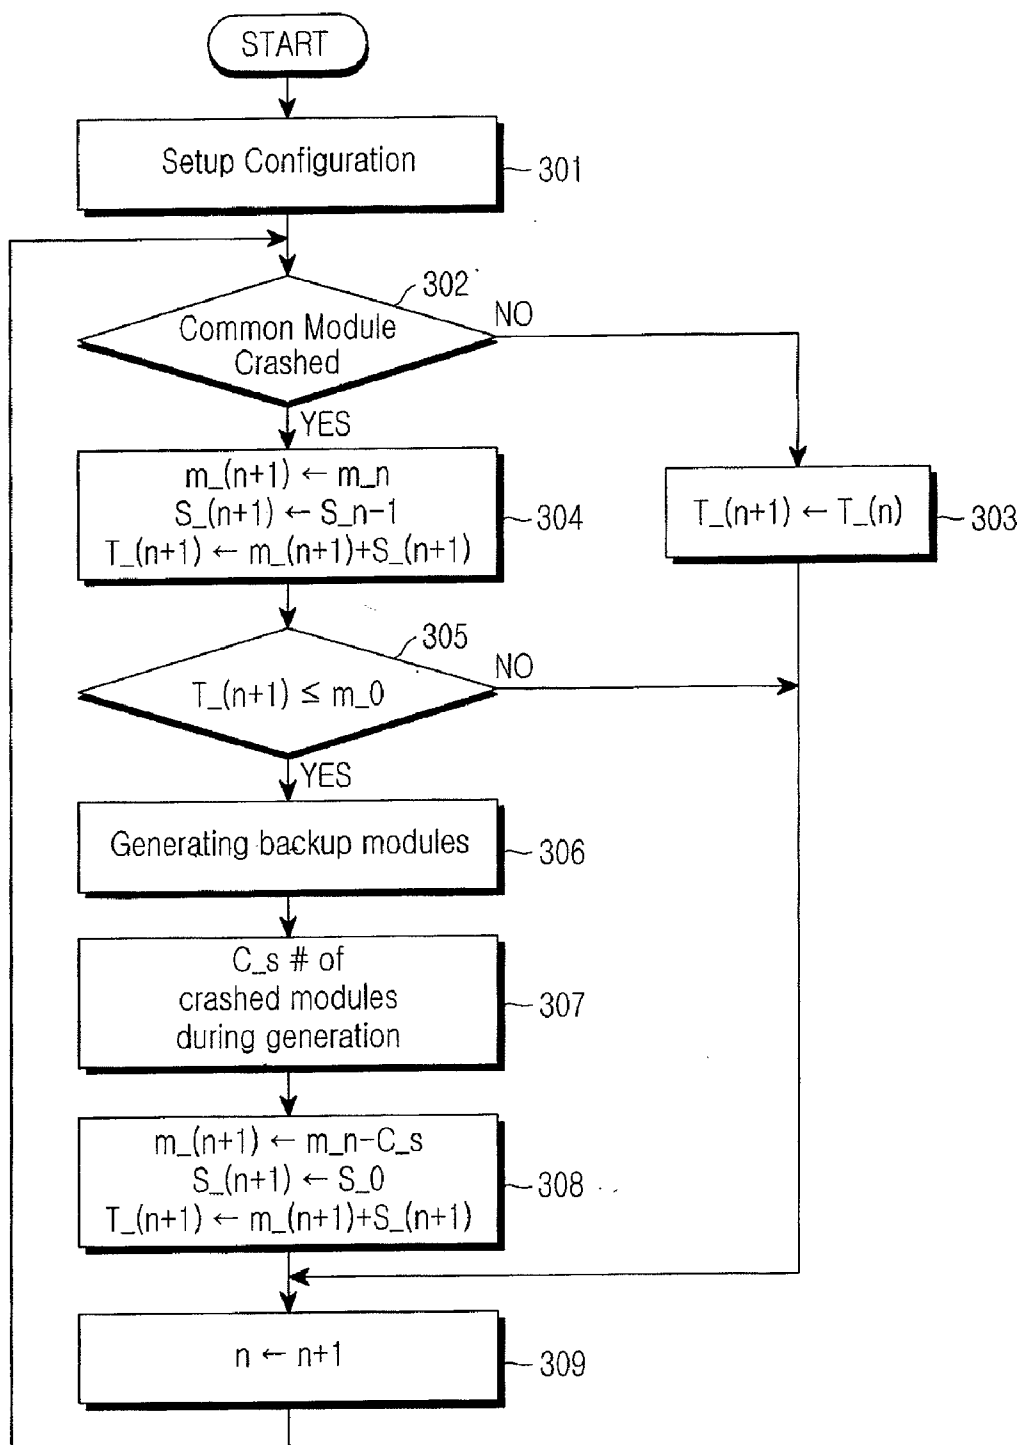 START
Setup Configuration
301
302
NO
Common Module
Crashed
YES
m_(n+1) ← m_n
S_(n+1) ← S_n-1
T_(n+1) ← m_(n+1)+S_(n+1)
304
T_(n+1) ← T_(n)
303
305
NO
T_(n+1) ≤ m_0
YES
Generating backup modules
306
C_s # of
crashed modules
during generation
307
m_(n+1) ← m_n-C_s
S_(n+1) ← S_0
T_(n+1) ← m_(n+1)+S_(n+1)
308
n ← n+1
309